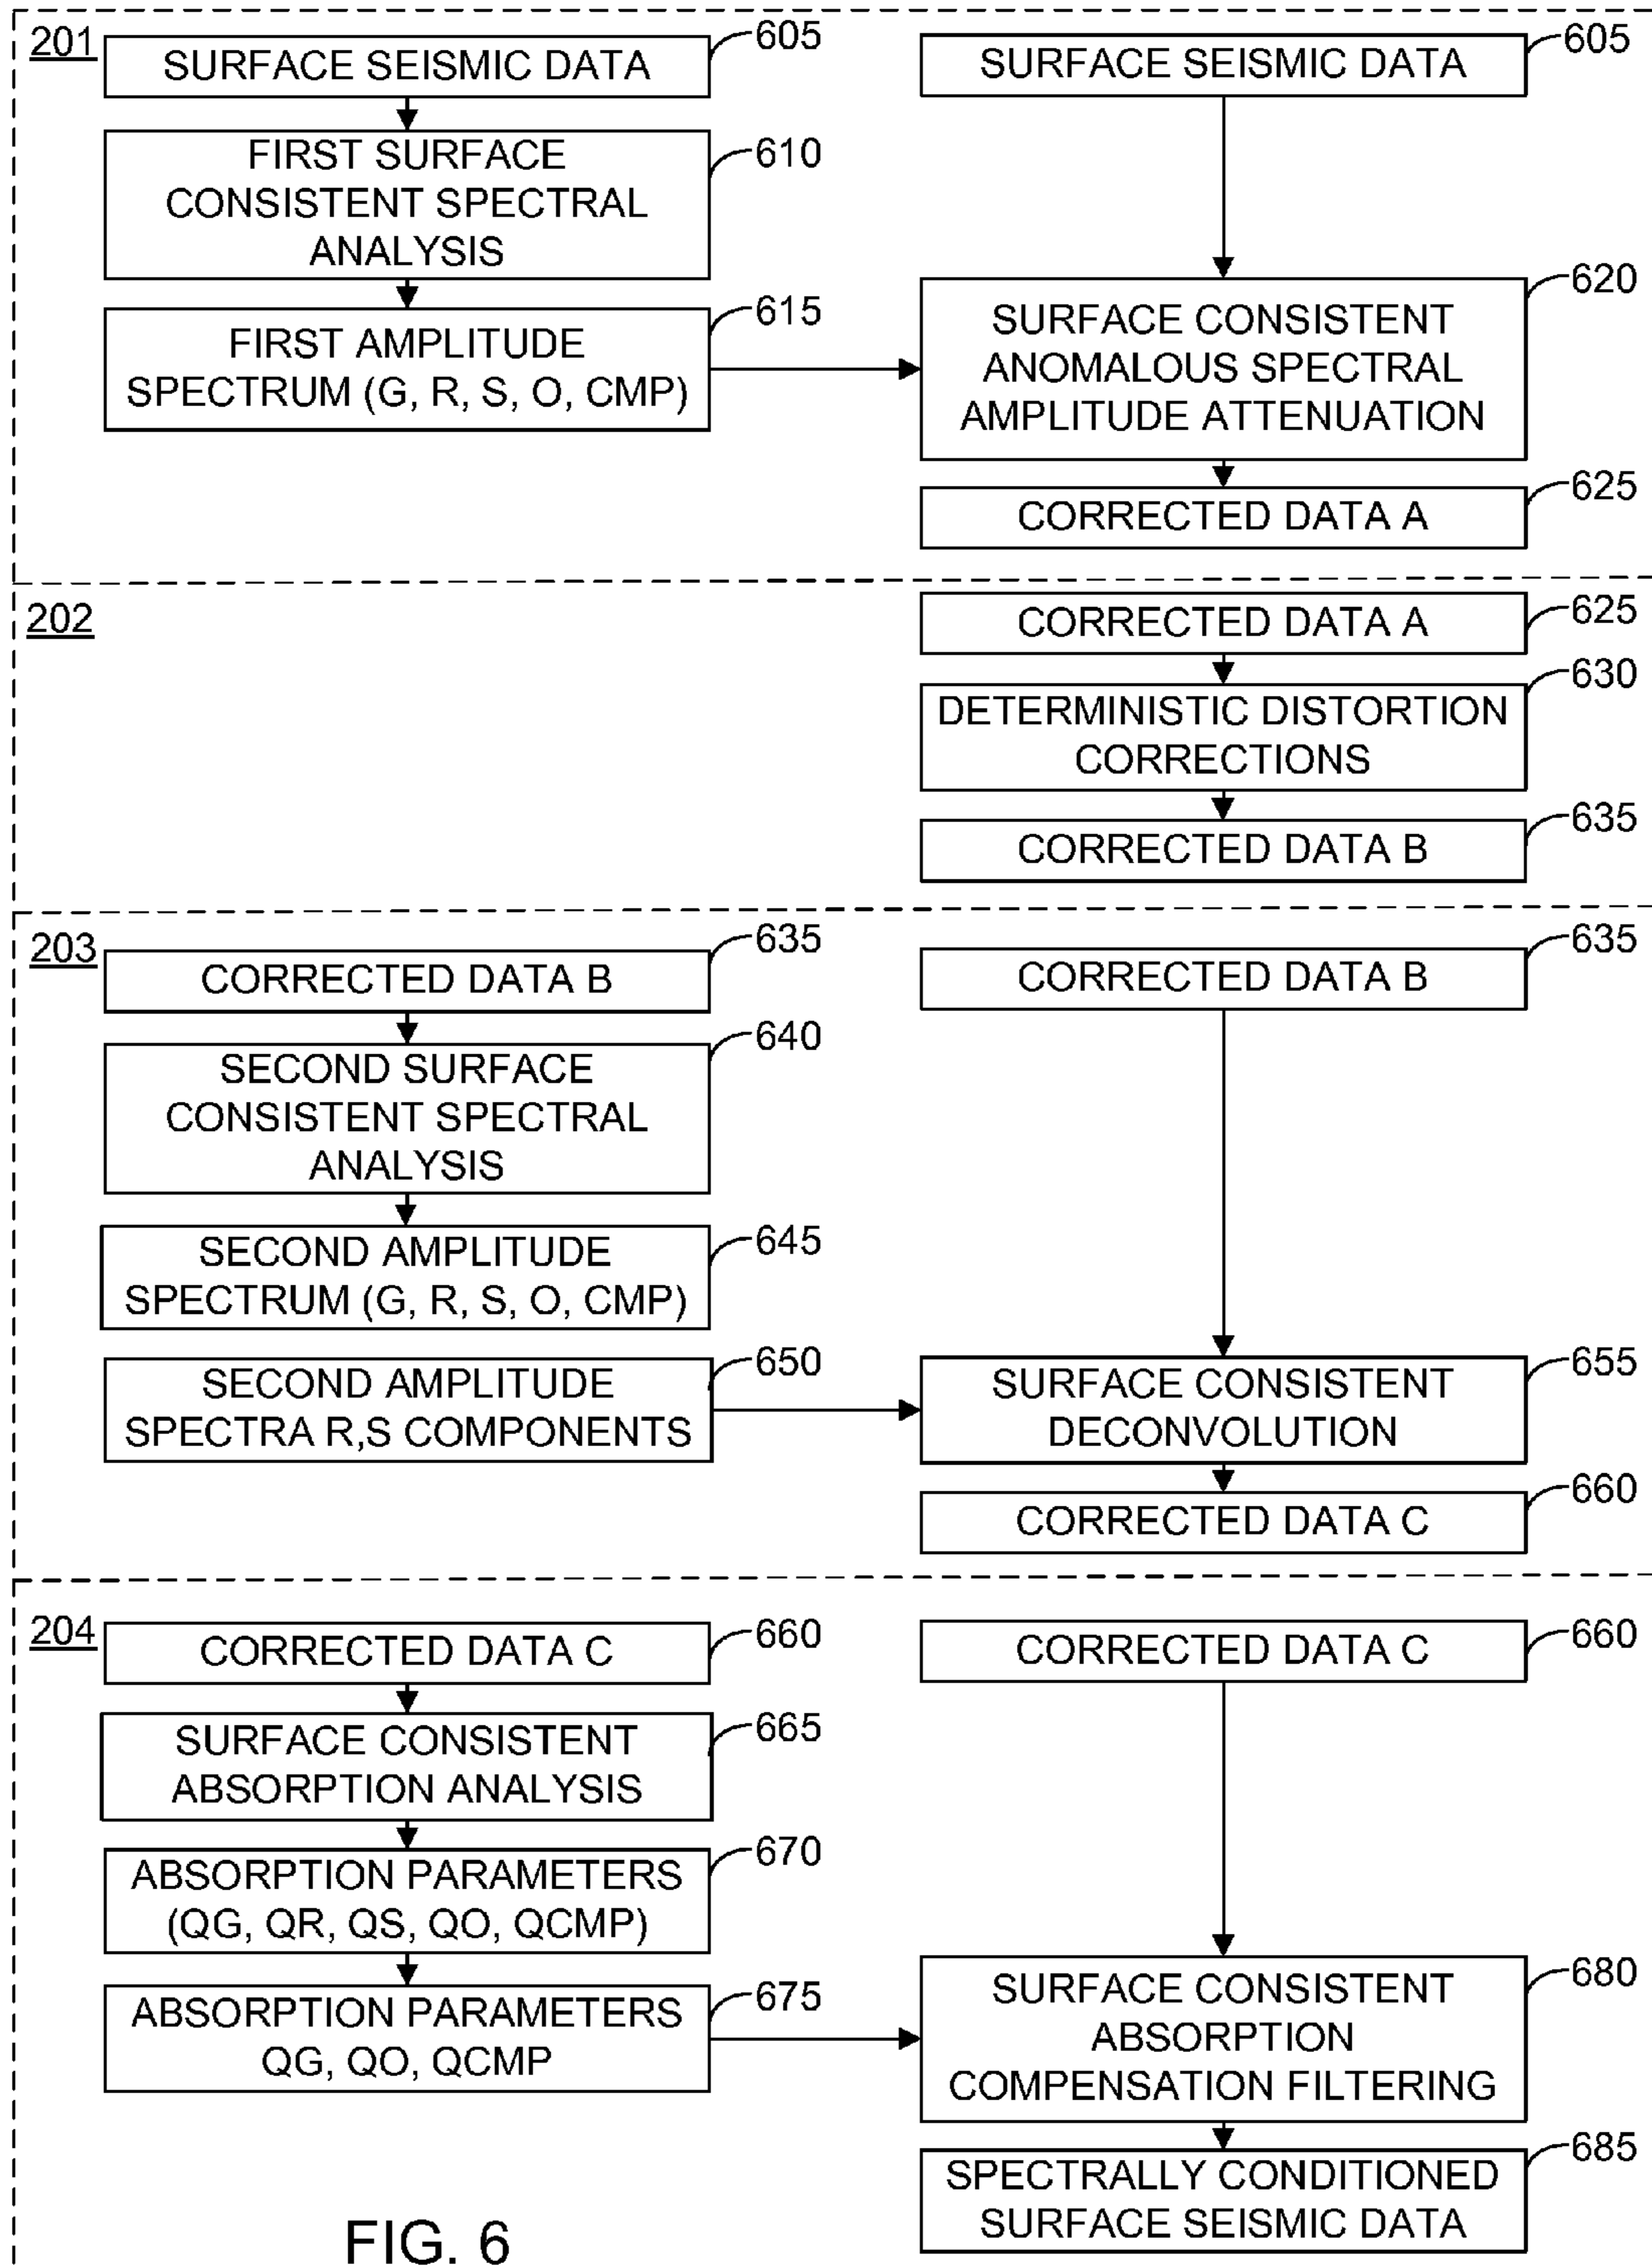 201
SURFACE SEISMIC DATA
605
FIRST SURFACE
CONSISTENT SPECTRAL
ANALYSIS
610
FIRST AMPLITUDE
SPECTRUM (G, R, S, O, CMP)
615
SURFACE SEISMIC DATA
605
SURFACE CONSISTENT
ANOMALOUS SPECTRAL
AMPLITUDE ATTENUATION
620
CORRECTED DATA A
625
202
CORRECTED DATA A
625
DETERMINISTIC DISTORTION
CORRECTIONS
630
CORRECTED DATA B
635
203
CORRECTED DATA B
635
SECOND SURFACE
CONSISTENT SPECTRAL
ANALYSIS
640
SECOND AMPLITUDE
SPECTRUM (G, R, S, O, CMP)
645
SECOND AMPLITUDE
SPECTRA R,S COMPONENTS
650
CORRECTED DATA B
635
SURFACE CONSISTENT
DECONVOLUTION
655
CORRECTED DATA C
660
204
CORRECTED DATA C
660
SURFACE CONSISTENT
ABSORPTION ANALYSIS
665
ABSORPTION PARAMETERS
(QG, QR, QS, QO, QCMP)
670
ABSORPTION PARAMETERS
QG, QO, QCMP
675
CORRECTED DATA C
660
SURFACE CONSISTENT
ABSORPTION
COMPENSATION FILTERING
680
SPECTRALLY CONDITIONED
SURFACE SEISMIC DATA
685
FIG. 6